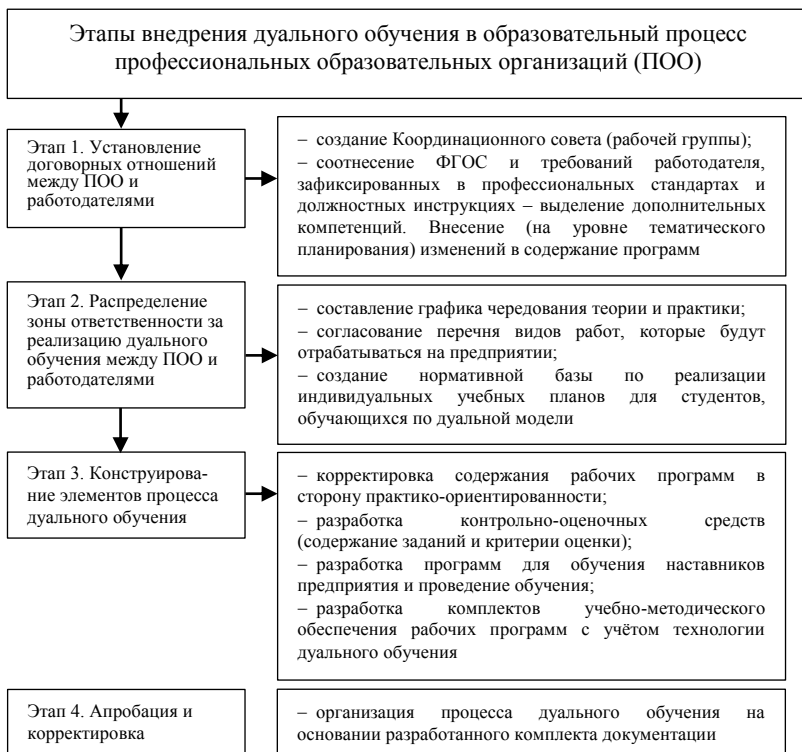 Этапы внедрения дуального обучения в образовательный процесс
профессиональных образовательных организаций (ПОО)
Этап 1. Установление
договорных отношений
между ПОО и
работодателями
– создание Координационного совета (рабочей группы);
– соотнесение ФГОС и требований работодателя,
зафиксированных в профессиональных стандартах и
должностных инструкциях – выделение дополнительных
компетенций. Внесение (на уровне тематического
планирования) изменений в содержание программ
Этап 2. Распределение
зоны ответственности за
реализацию дуального
обучения между ПОО и
работодателями
– составление графика чередования теории и практики;
– согласование перечня видов работ, которые будут
отрабатываться на предприятии;
– создание нормативной базы по реализации
индивидуальных учебных планов для студентов,
обучающихся по дуальной модели
Этап 3. Конструирова-
ние элементов процесса
дуального обучения
– корректировка содержания рабочих программ в
сторону практико-ориентированности;
– разработка контрольно-оценочных средств
(содержание заданий и критерии оценки);
– разработка программ для обучения наставников
предприятия и проведение обучения;
– разработка комплектов учебно-методического
обеспечения рабочих программ с учётом технологии
дуального обучения
Этап 4. Апробация и
корректировка
– организация процесса дуального обучения на
основании разработанного комплекта документации